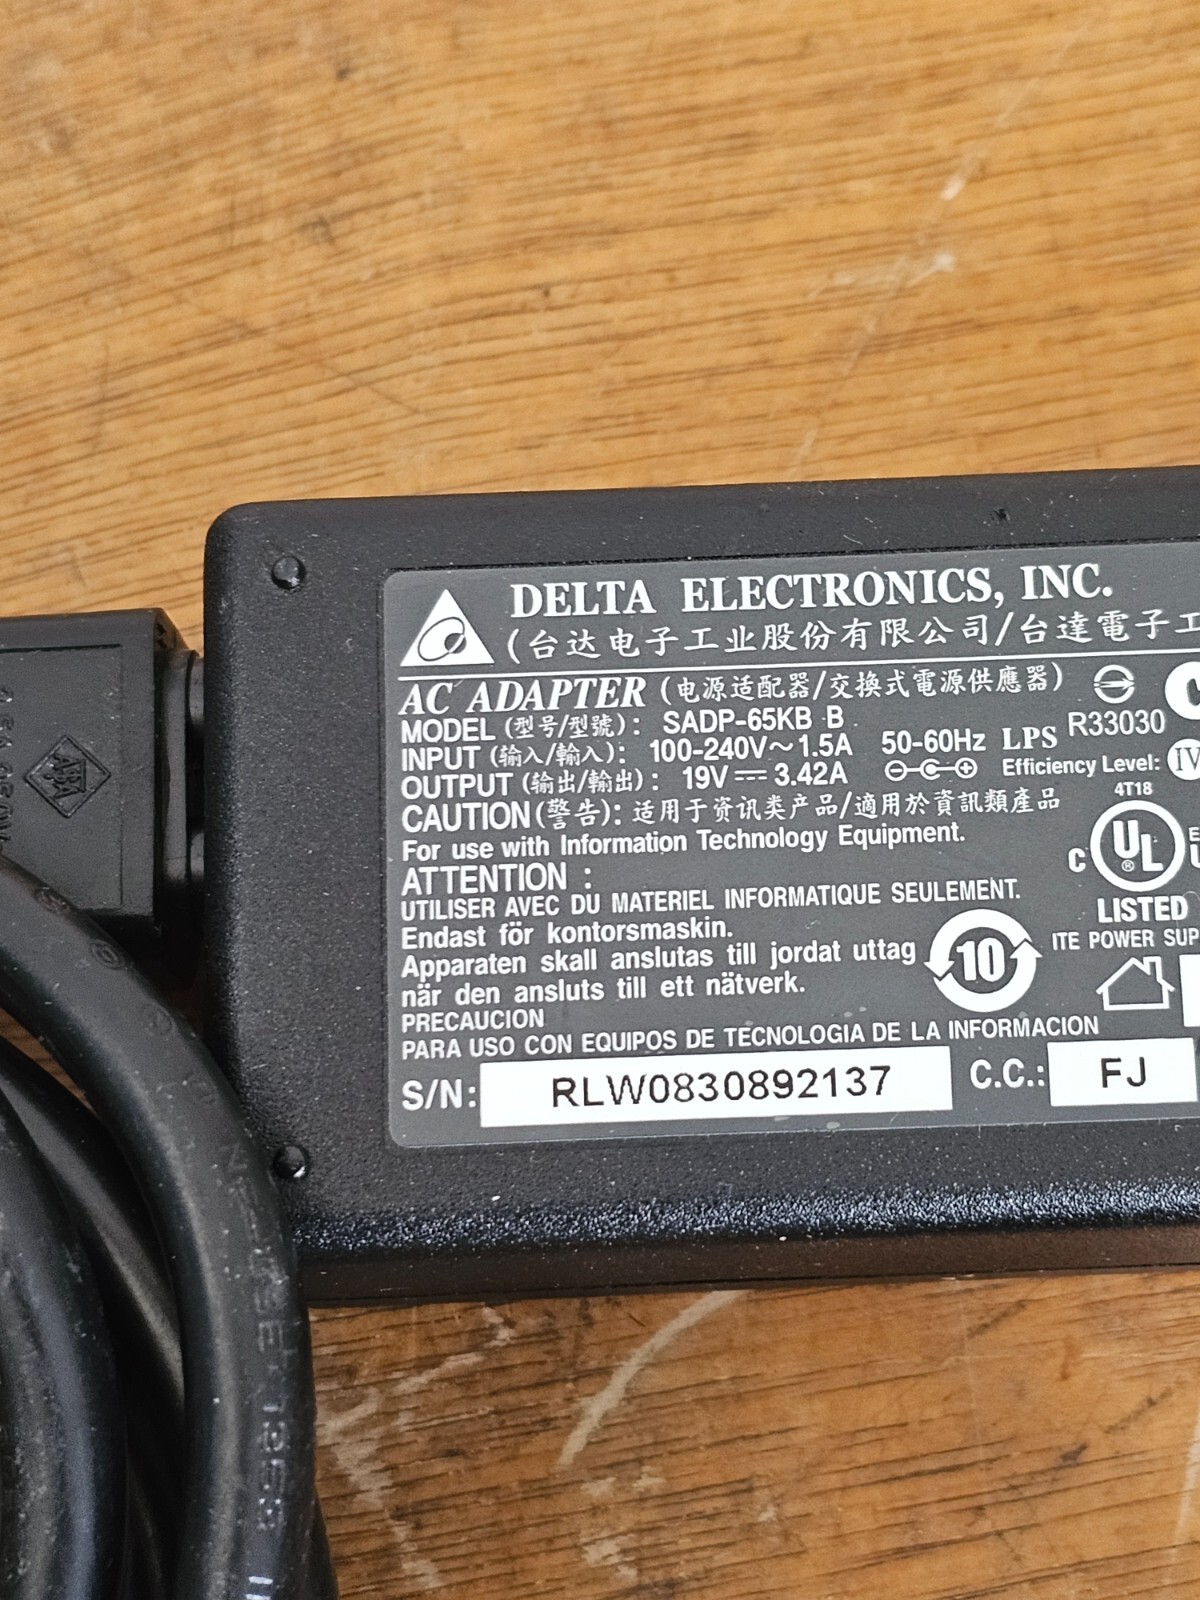 DELTA ELECTRONICS, INC.
(台达电子工业股份有限公司/台達電子工
AC ADAPTER (电源适配器/交換式電源供應器)
MODEL (型号/型號): SADP-65KB B
R33030
INPUT (输入/輸入): 100-240V~1.5A 50-60Hz LPS
OUTPUT (输出/輸出): 19V⎓3.42A
Efficiency Level: IV
CAUTION (警告): 适用于资讯类产品/適用於資訊類產品
4T18
For use with Information Technology Equipment.
C UL ®
ATTENTION :
UTILISER AVEC DU MATERIEL INFORMATIQUE SEULEMENT.
LISTED
Endast för kontorsmaskin.
ITE POWER SUP
Apparaten skall anslutas till jordat uttag
10
när den ansluts till ett nätverk.
PRECAUCION
PARA USO CON EQUIPOS DE TECNOLOGIA DE LA INFORMACION
S/N: RLW0830892137 C.C.: FJ